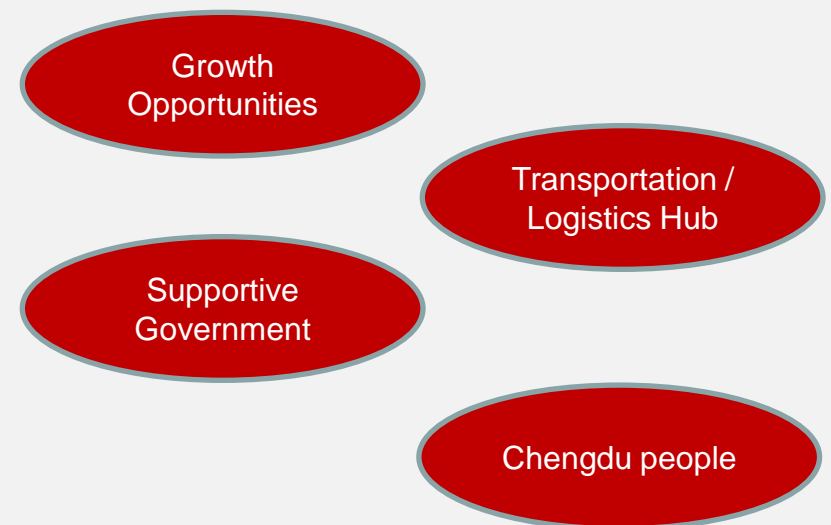 Growth
Opportunities
Transportation /
Logistics Hub
Supportive
Government
Chengdu people